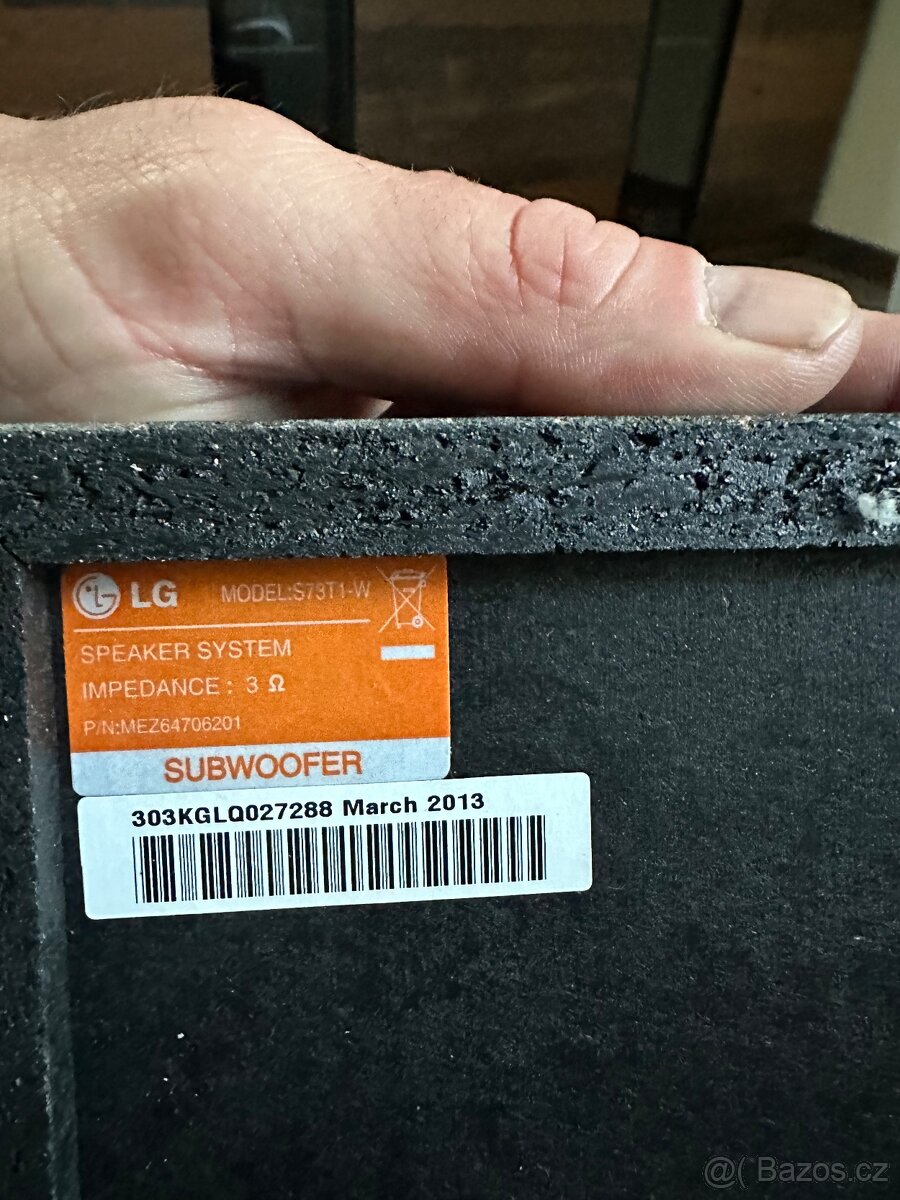 LG MODEL:S73T1-W
SPEAKER SYSTEM
IMPEDANCE : 3 Ω
P/N:MEZ64706201
SUBWOOFER
303KGLQ027288 March 2013
@( Bazos.cz